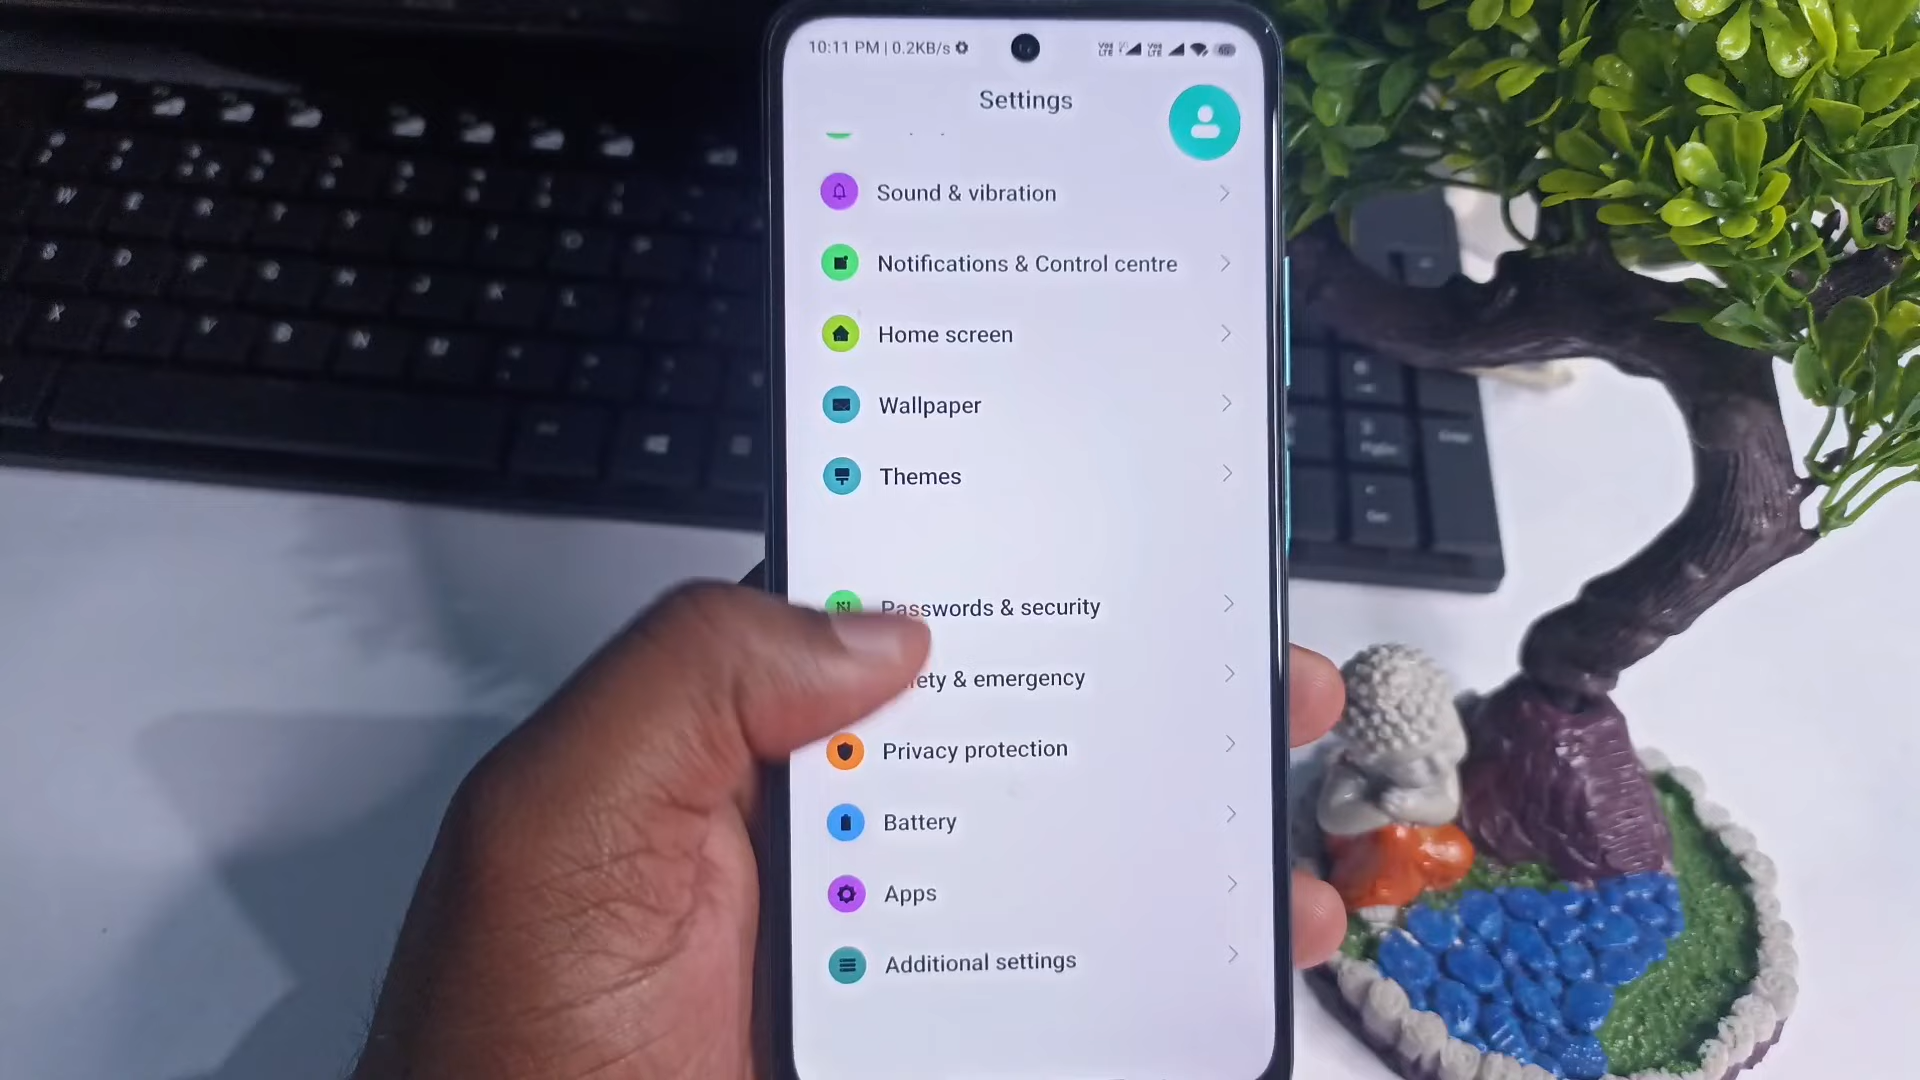 10:11 PM | 0.2KB/s
Settings
Sound & vibration
Notifications & Control centre
Home screen
Wallpaper
Themes
Passwords & security
ety & emergency
Privacy protection
Battery
Apps
Additional settings
W E R T Y U I O P
S D F G H J K L
X C V B N M